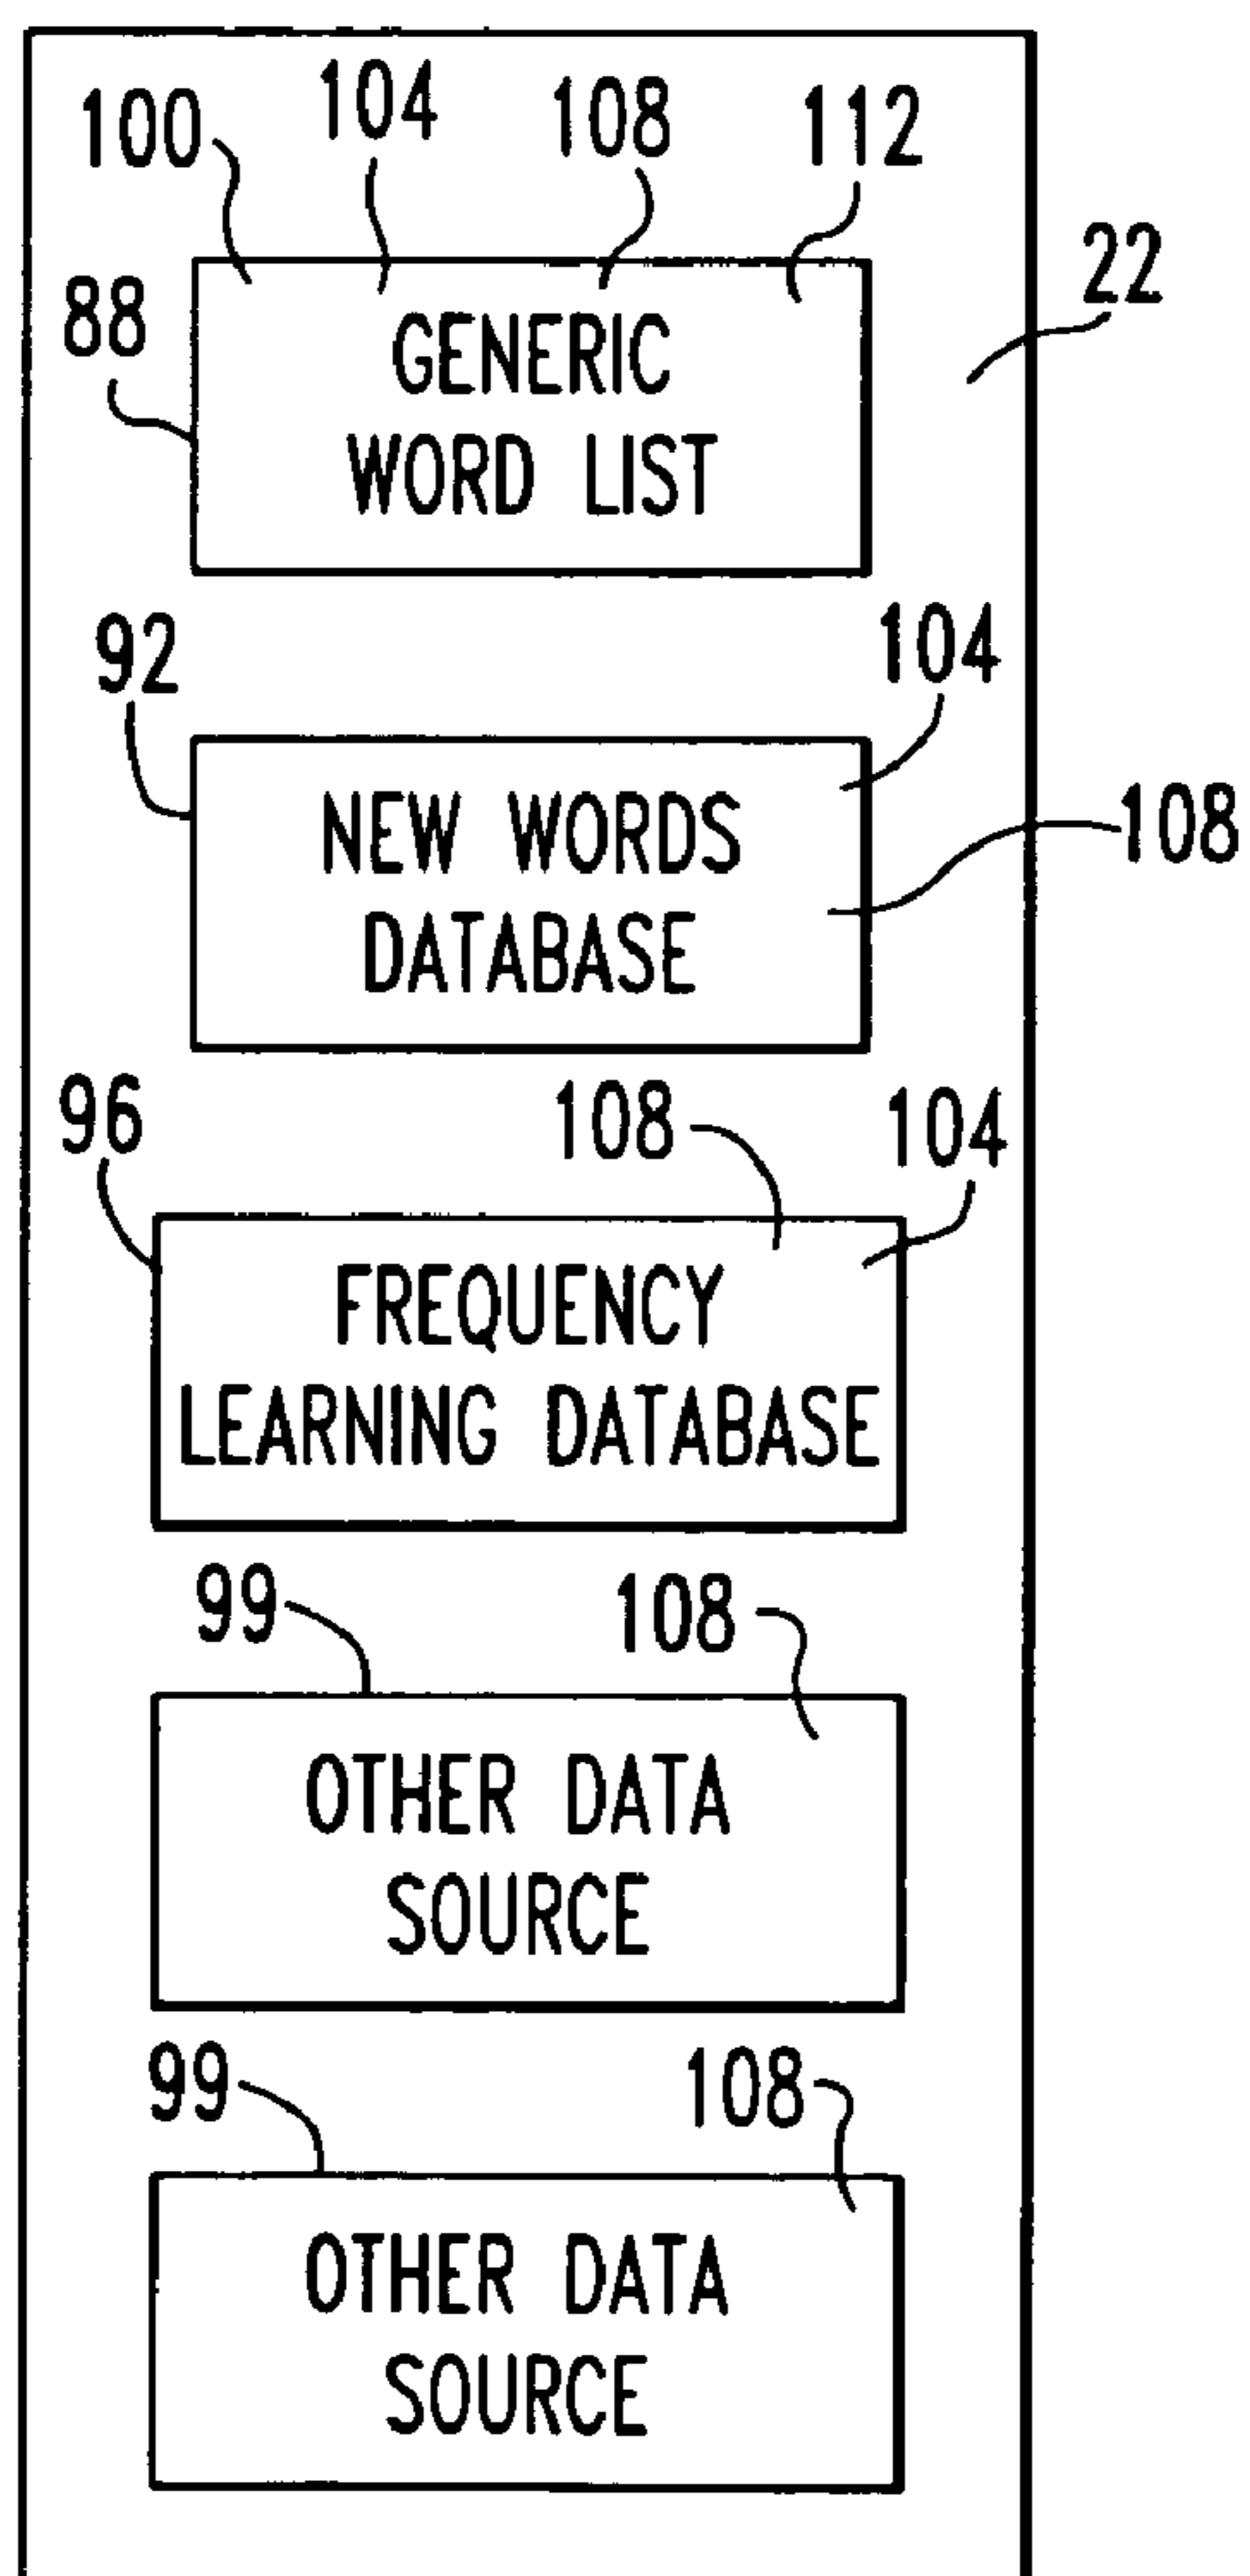 100 104 108 112
22
88
GENERIC
WORD LIST
92
104
NEW WORDS
DATABASE
108
96
108
104
FREQUENCY
LEARNING DATABASE
99
108
OTHER DATA
SOURCE
99
108
OTHER DATA
SOURCE